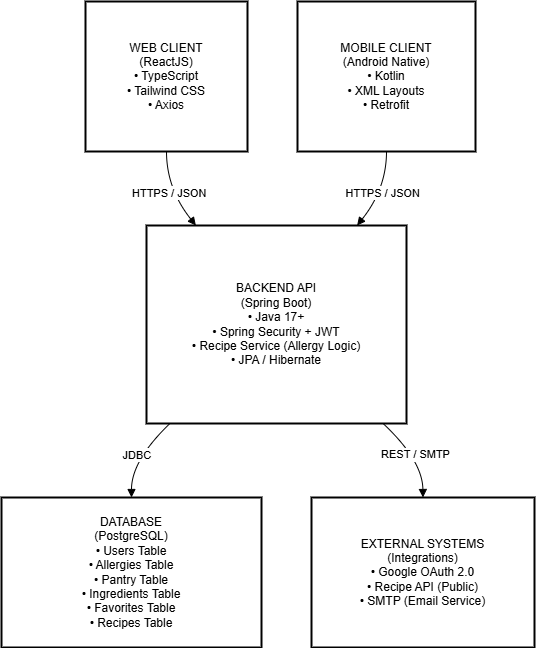 WEB CLIENT
(ReactJS)
• TypeScript
• Tailwind CSS
• Axios
MOBILE CLIENT
(Android Native)
• Kotlin
• XML Layouts
• Retrofit
HTTPS / JSON
HTTPS / JSON
BACKEND API
(Spring Boot)
• Java 17+
• Spring Security + JWT
• Recipe Service (Allergy Logic)
• JPA / Hibernate
JDBC
REST / SMTP
DATABASE
(PostgreSQL)
• Users Table
• Allergies Table
• Pantry Table
• Ingredients Table
• Favorites Table
• Recipes Table
EXTERNAL SYSTEMS
(Integrations)
• Google OAuth 2.0
• Recipe API (Public)
• SMTP (Email Service)